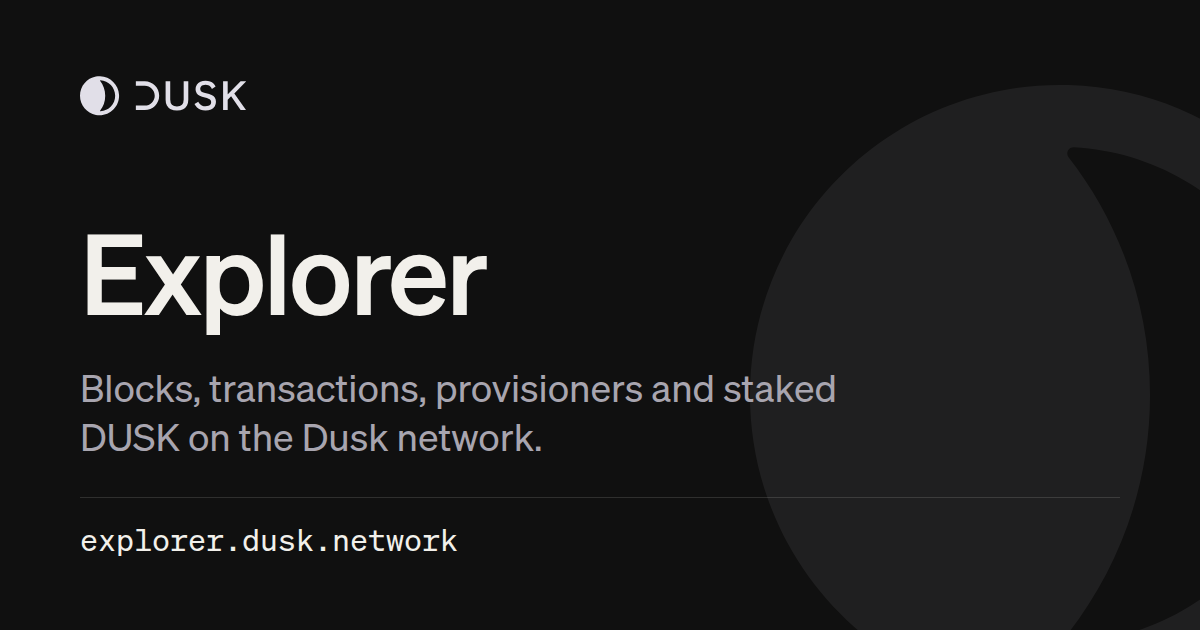 DUSK
Explorer
Blocks, transactions, provisioners and staked
DUSK on the Dusk network.
explorer.dusk.network